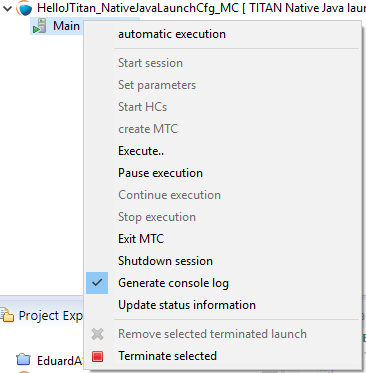 HelloJTitan_NativeJavaLaunchCfg_MC [ TITAN Native Java laun
Main
automatic execution
Start session
Set parameters
Start HCs
create MTC
Execute..
Pause execution
Continue execution
Stop execution
Exit MTC
Shutdown session
Generate console log
Update status information
Project Exp
Remove selected terminated launch
EduardA
Terminate selected